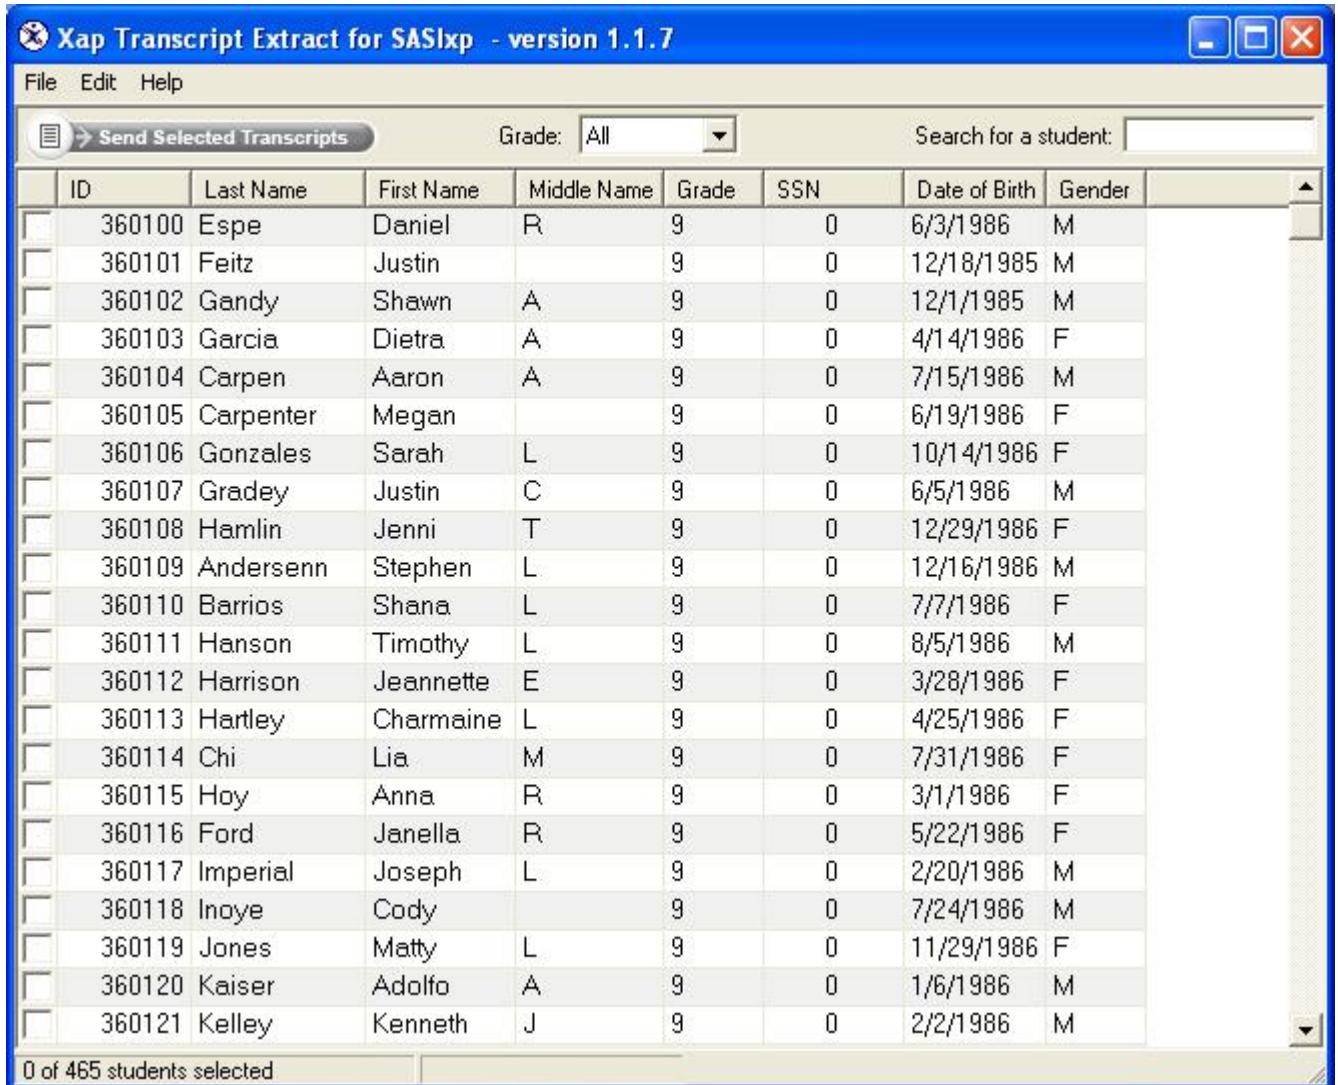 Xap Transcript Extract for SASIxp - version 1.1.7
File Edit Help
Send Selected Transcripts Grade: All Search for a student:
ID Last Name First Name Middle Name Grade SSN Date of Birth Gender
360100 Espe Daniel R 9 0 6/3/1986 M
360101 Feitz Justin 9 0 12/18/1985 M
360102 Gandy Shawn A 9 0 12/1/1985 M
360103 Garcia Dietra A 9 0 4/14/1986 F
360104 Carpen Aaron A 9 0 7/15/1986 M
360105 Carpenter Megan 9 0 6/19/1986 F
360106 Gonzales Sarah L 9 0 10/14/1986 F
360107 Gradey Justin C 9 0 6/5/1986 M
360108 Hamlin Jenni T 9 0 12/29/1986 F
360109 Andersenn Stephen L 9 0 12/16/1986 M
360110 Barrios Shana L 9 0 7/7/1986 F
360111 Hanson Timothy L 9 0 8/5/1986 M
360112 Harrison Jeannette E 9 0 3/28/1986 F
360113 Hartley Charmaine L 9 0 4/25/1986 F
360114 Chi Lia M 9 0 7/31/1986 F
360115 Hoy Anna R 9 0 3/1/1986 F
360116 Ford Janella R 9 0 5/22/1986 F
360117 Imperial Joseph L 9 0 2/20/1986 M
360118 Inoye Cody 9 0 7/24/1986 M
360119 Jones Matty L 9 0 11/29/1986 F
360120 Kaiser Adolfo A 9 0 1/6/1986 M
360121 Kelley Kenneth J 9 0 2/2/1986 M
0 of 465 students selected